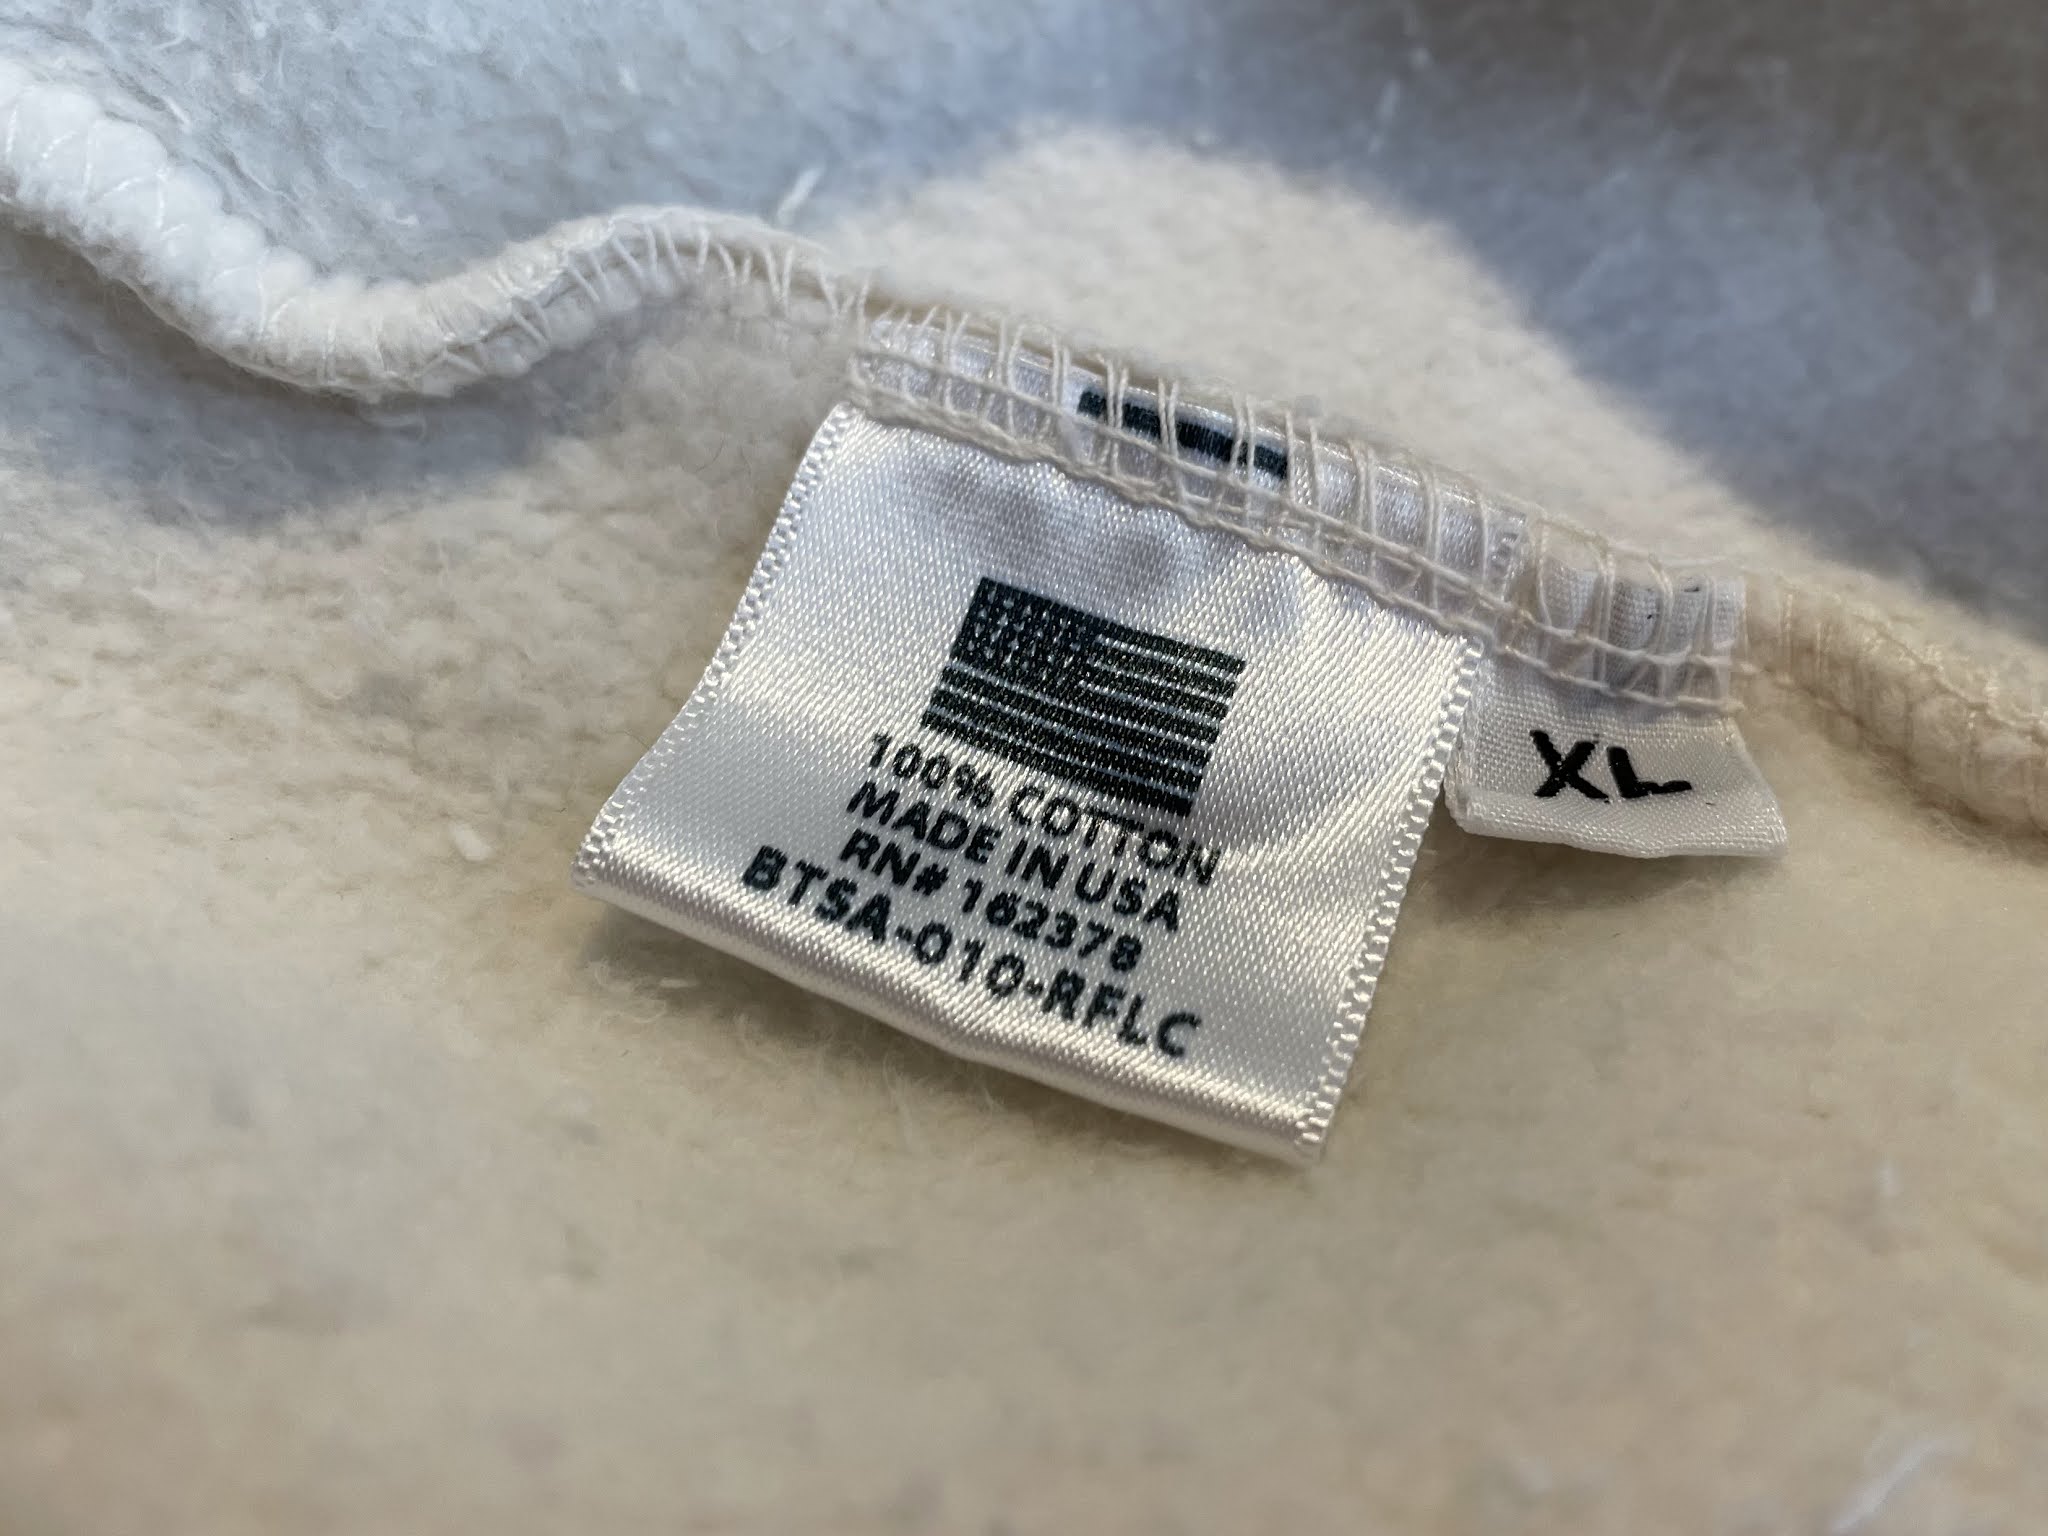 100% COTTON
MADE IN USA
RN# 162378
BTSA-010-RFLC
XL